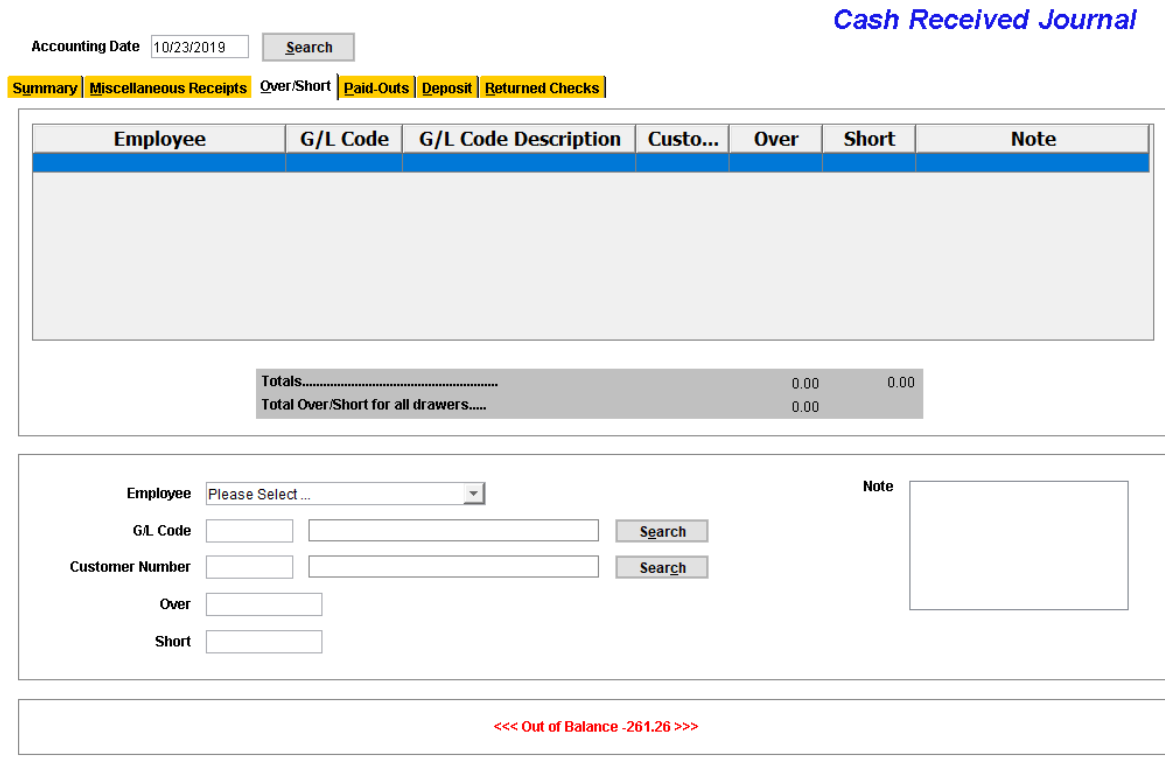 Cash Received Journal
Accounting Date 10/23/2019 Search
Summary Miscellaneous Receipts Over/Short Paid-Outs Deposit Returned Checks
Employee G/L Code G/L Code Description Custo... Over Short Note
Totals........................................................ 0.00 0.00
Total Over/Short for all drawers..... 0.00
Employee Please Select ... Note
G/L Code Search
Customer Number Search
Over
Short
<<< Out of Balance -261.26 >>>